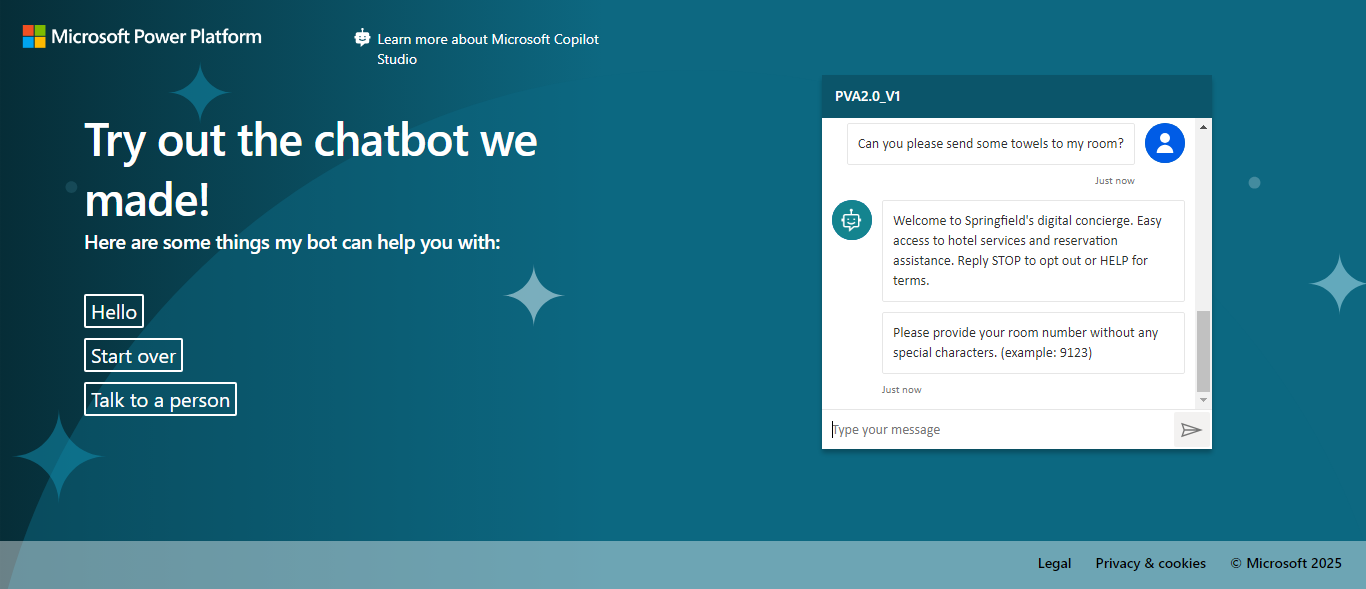 Microsoft Power Platform
Learn more about Microsoft Copilot
Studio
Try out the chatbot we
made!
Here are some things my bot can help you with:
Hello
Start over
Talk to a person
PVA2.0_V1
Can you please send some towels to my room?
Just now
Welcome to Springfield's digital concierge. Easy
access to hotel services and reservation
assistance. Reply STOP to opt out or HELP for
terms.
Please provide your room number without any
special characters. (example: 9123)
Just now
Type your message
Legal
Privacy & cookies
© Microsoft 2025